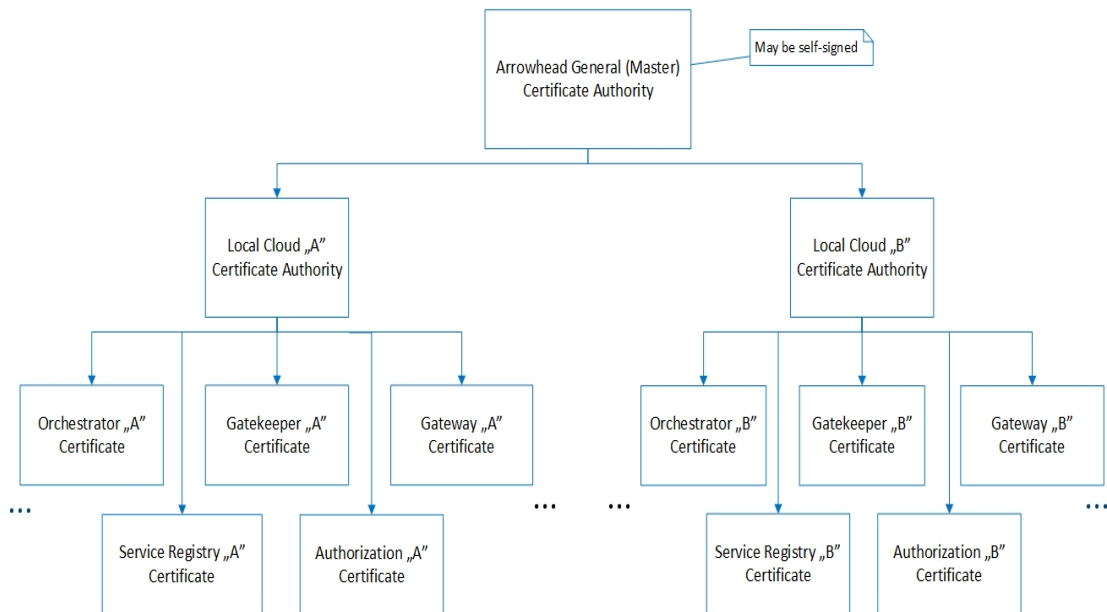 Arrowhead General (Master)
Certificate Authority
May be self-signed
Local Cloud „A”
Certificate Authority
Local Cloud „B”
Certificate Authority
Orchestrator „A”
Certificate
Gatekeeper „A”
Certificate
Gateway „A”
Certificate
Orchestrator „B”
Certificate
Gatekeeper „B”
Certificate
Gateway „B”
Certificate
...
...
...
...
Service Registry „A”
Certificate
Authorization „A”
Certificate
Service Registry „B”
Certificate
Authorization „B”
Certificate